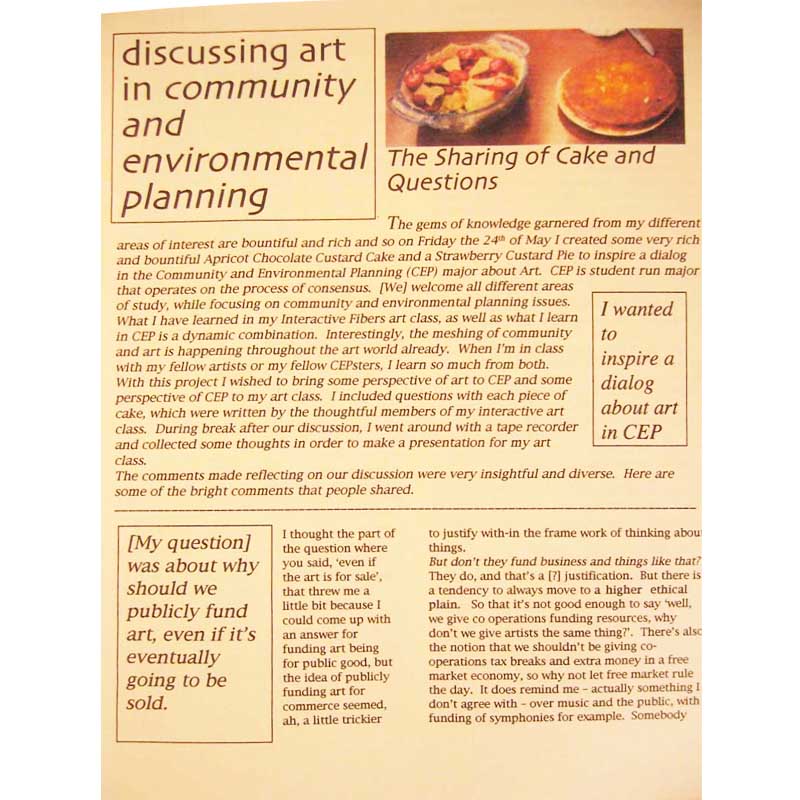 discussing art
in community
and
environmental
planning
The Sharing of Cake and
Questions
The gems of knowledge garnered from my different
areas of interest are bountiful and rich and so on Friday the 24th of May I created some very rich
and bountiful Apricot Chocolate Custard Cake and a Strawberry Custard Pie to inspire a dialog
in the Community and Environmental Planning (CEP) major about Art. CEP is student run major
that operates on the process of consensus. [We] welcome all different areas
of study, while focusing on community and environmental planning issues.
What I have learned in my Interactive Fibers art class, as well as what I learn
in CEP is a dynamic combination. Interestingly, the meshing of community
and art is happening throughout the art world already. When I'm in class
with my fellow artists or my fellow CEPsters, I learn so much from both.
With this project I wished to bring some perspective of art to CEP and some
perspective of CEP to my art class. I included questions with each piece of
cake, which were written by the thoughtful members of my interactive art
class. During break after our discussion, I went around with a tape recorder
and collected some thoughts in order to make a presentation for my art
class.
The comments made reflecting on our discussion were very insightful and diverse. Here are
some of the bright comments that people shared.
I wanted
to
inspire a
dialog
about art
in CEP
[My question]
was about why
should we
publicly fund
art, even if it's
eventually
going to be
sold.
I thought the part of
the question where
you said, 'even if
the art is for sale',
that threw me a
little bit because I
could come up with
an answer for
funding art being
for public good, but
the idea of publicly
funding art for
commerce seemed,
ah, a little trickier
to justify with-in the frame work of thinking about
things.
But don't they fund business and things like that?
They do, and that's a [?] justification. But there is
a tendency to always move to a higher ethical
plain. So that it's not good enough to say 'well,
we give co operations funding resources, why
don't we give artists the same thing?'. There's also
the notion that we shouldn't be giving co-
operations tax breaks and extra money in a free
market economy, so why not let free market rule
the day. It does remind me – actually something I
don't agree with – over music and the public, with
funding of symphonies for example. Somebody